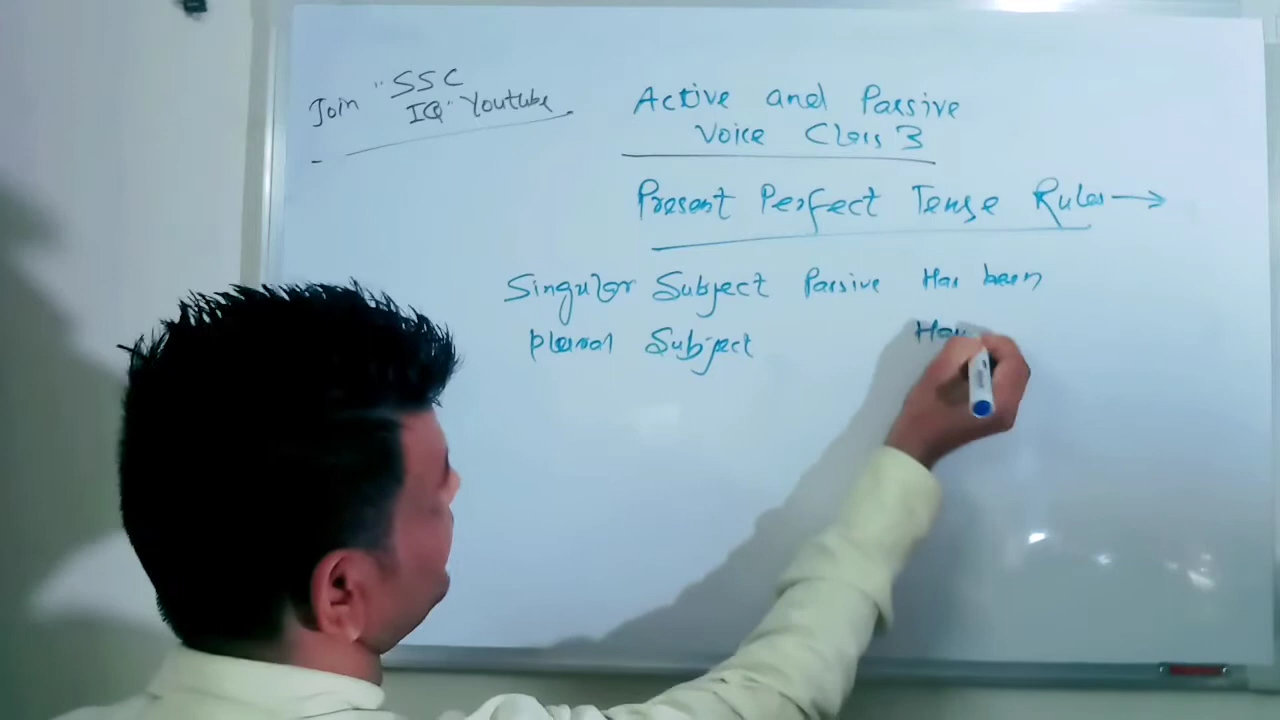 Join "SSC
IQ" Youtube
Active and Passive
Voice Class 3
Present Perfect Tense Rules →
Singular Subject Passive Has been
Plural Subject